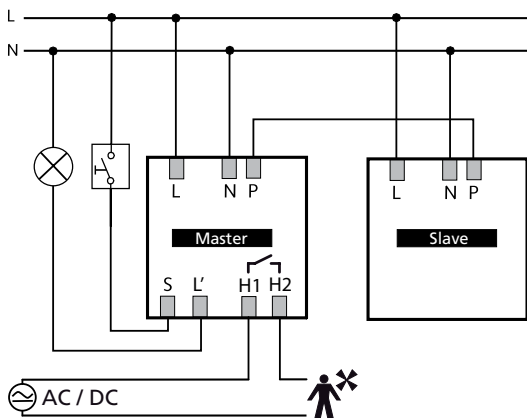 L
N
L N P
L N P
Master
Slave
S L' H1 H2
AC / DC